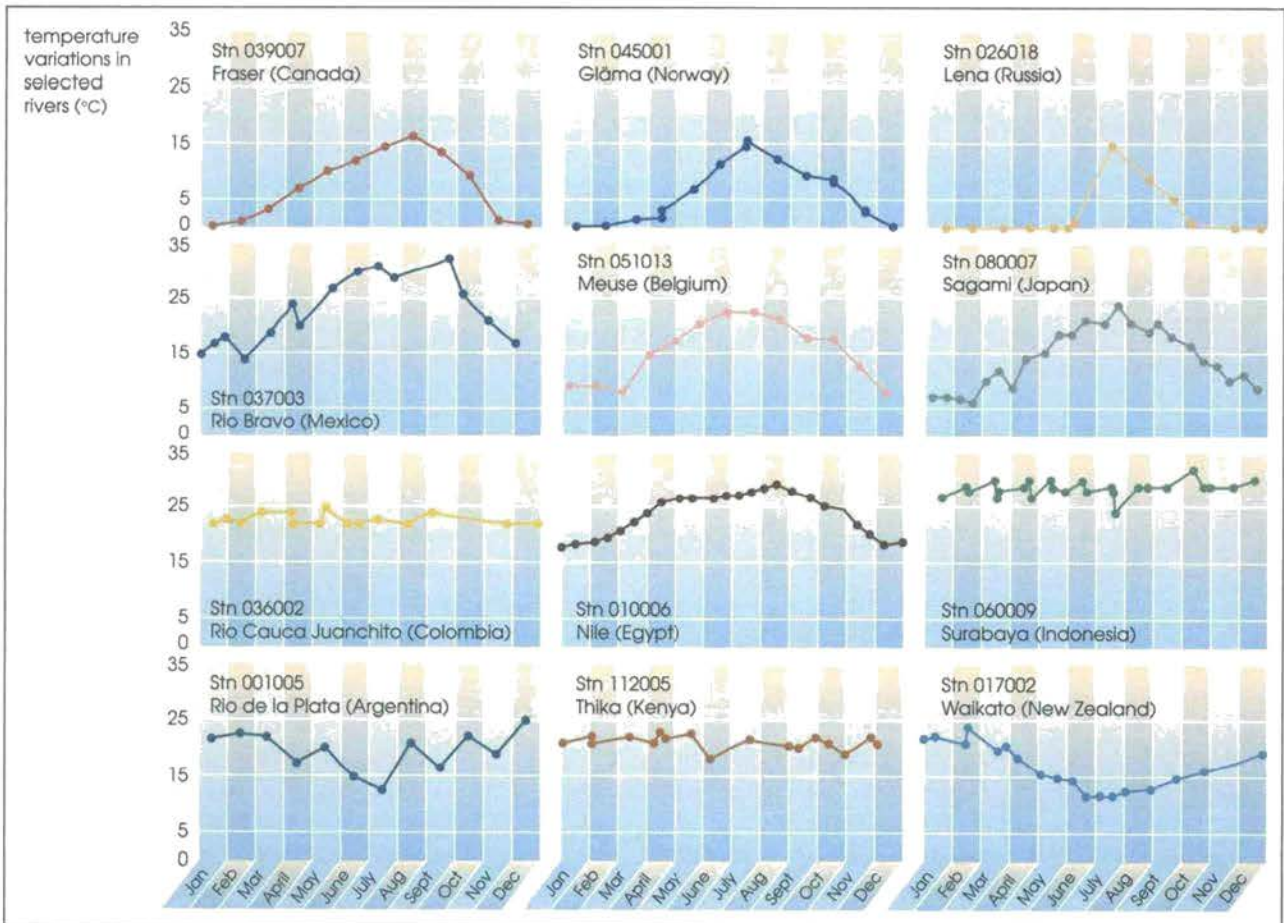 temperature
variations in
selected
rivers (°C)
35
25
15
5
0
Stn 039007
Fraser (Canada)
Stn 045001
Glåma (Norway)
Stn 026018
Lena (Russia)
35
25
15
5
0
Stn 037003
Rio Bravo (Mexico)
Stn 051013
Meuse (Belgium)
Stn 080007
Sagami (Japan)
35
25
15
5
0
Stn 036002
Rio Cauca Juanchito (Colombia)
Stn 010006
Nile (Egypt)
Stn 060009
Surabaya (Indonesia)
35
25
15
5
0
Stn 001005
Rio de la Plata (Argentina)
Stn 112005
Thika (Kenya)
Stn 017002
Waikato (New Zealand)
Jan Feb Mar April May June July Aug Sept Oct Nov Dec
Jan Feb Mar April May June July Aug Sept Oct Nov Dec
Jan Feb Mar April May June July Aug Sept Oct Nov Dec